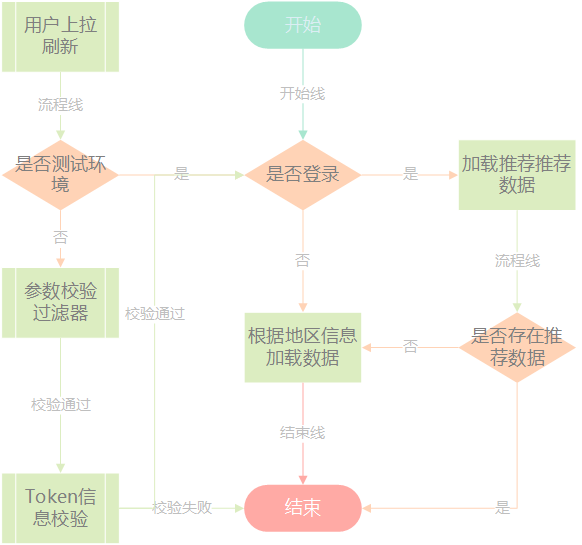 用户上拉
刷新
开始
流程线
开始线
是否测试环
境
是
是否登录
是
加载推荐推荐
数据
否
否
流程线
参数校验
过滤器
校验通过
根据地区信息
加载数据
否
是否存在推
荐数据
校验通过
结束线
Token信
息校验
校验失败
结束
是